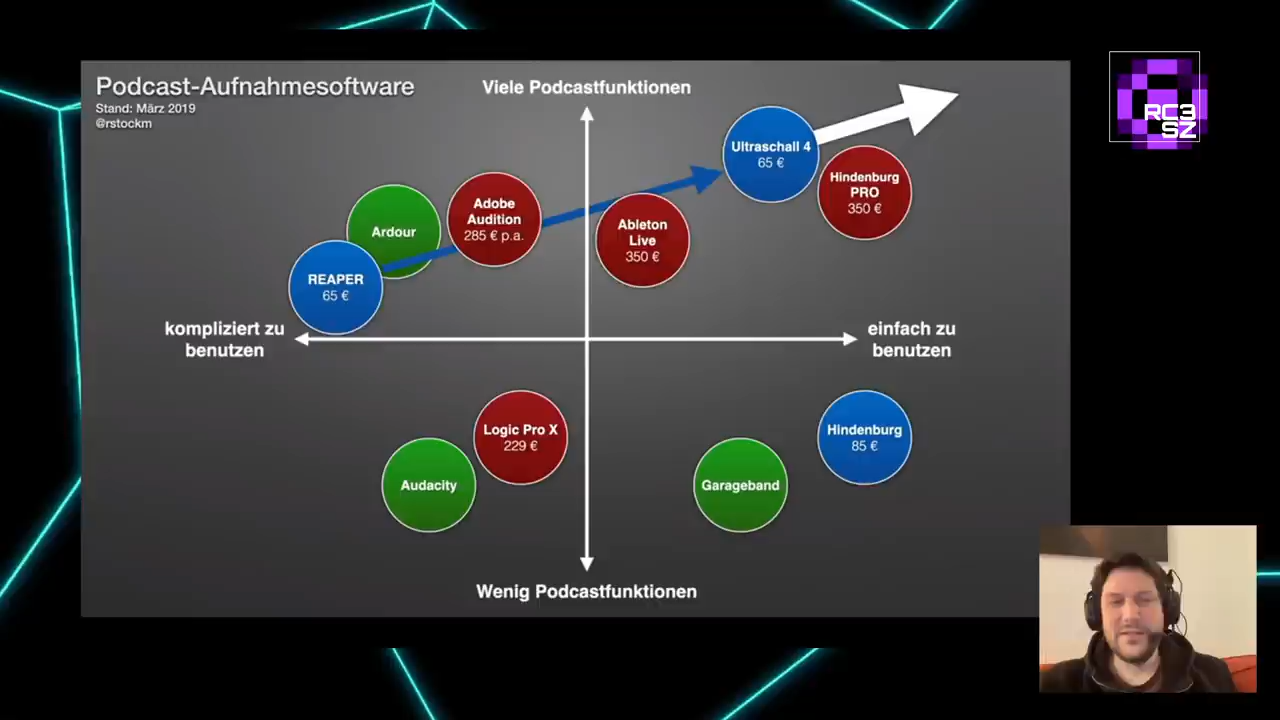 Podcast-Aufnahmesoftware
Stand: März 2019
@rstockm
Viele Podcastfunktionen
RC3
SZ
Ultraschall 4
65 €
Hindenburg
PRO
350 €
Adobe
Audition
285 € p.a.
Ableton
Live
350 €
Ardour
REAPER
65 €
kompliziert zu
benutzen
einfach zu
benutzen
Logic Pro X
229 €
Hindenburg
85 €
Audacity
Garageband
Wenig Podcastfunktionen